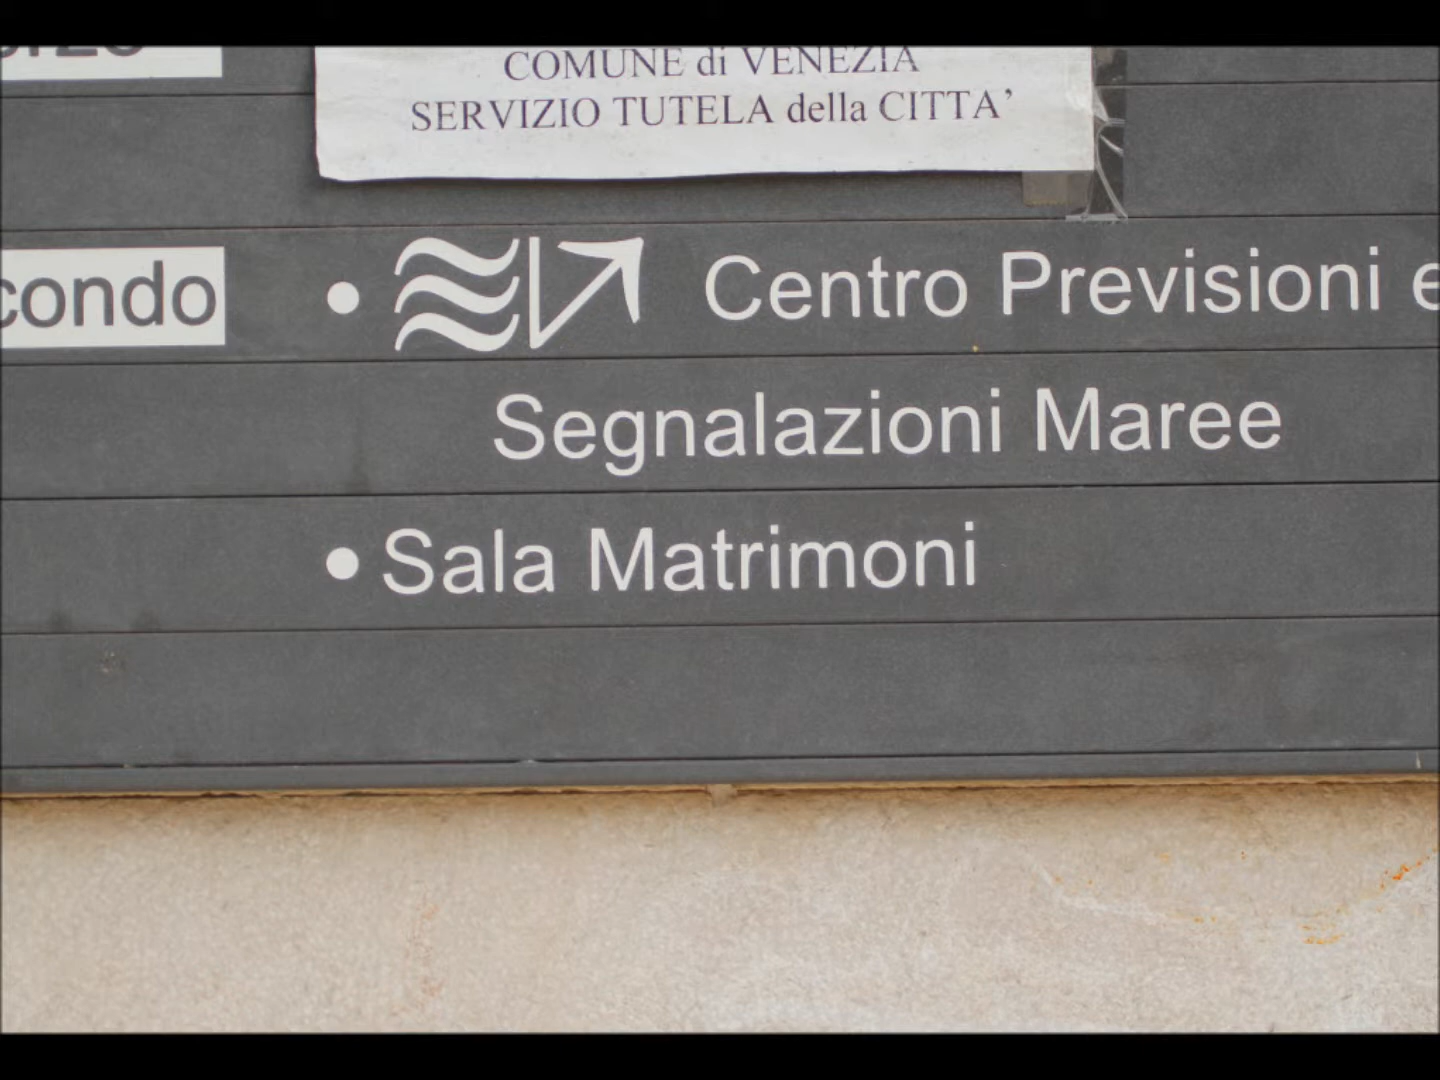 COMUNE di VENEZIA
SERVIZIO TUTELA della CITTA’
condo • Centro Previsioni e
Segnalazioni Maree
• Sala Matrimoni